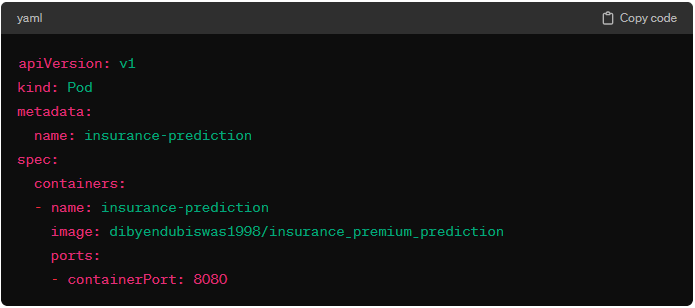 yaml
Copy code
apiVersion: v1
kind: Pod
metadata:
  name: insurance-prediction
spec:
  containers:
  - name: insurance-prediction
    image: dibyendubiswas1998/insurance_premium_prediction
    ports:
    - containerPort: 8080